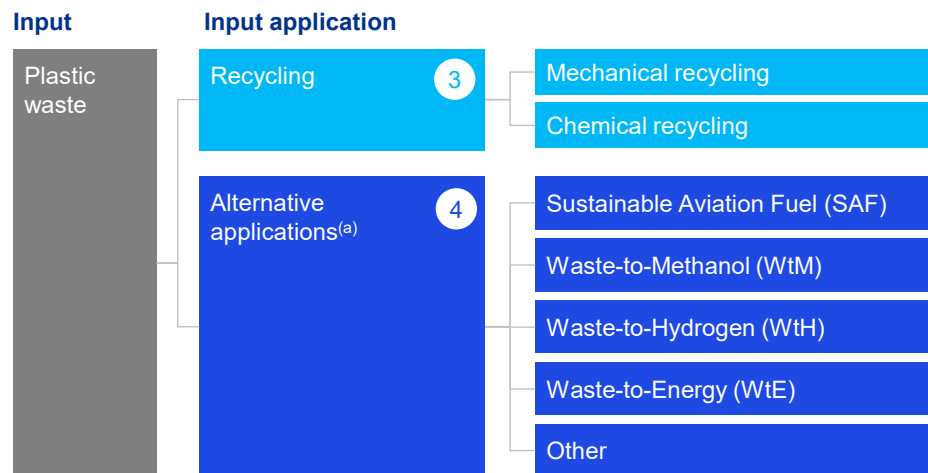 Input
Input application
Plastic
waste
Recycling
3
Mechanical recycling
Chemical recycling
Alternative
applications(a)
4
Sustainable Aviation Fuel (SAF)
Waste-to-Methanol (WtM)
Waste-to-Hydrogen (WtH)
Waste-to-Energy (WtE)
Other